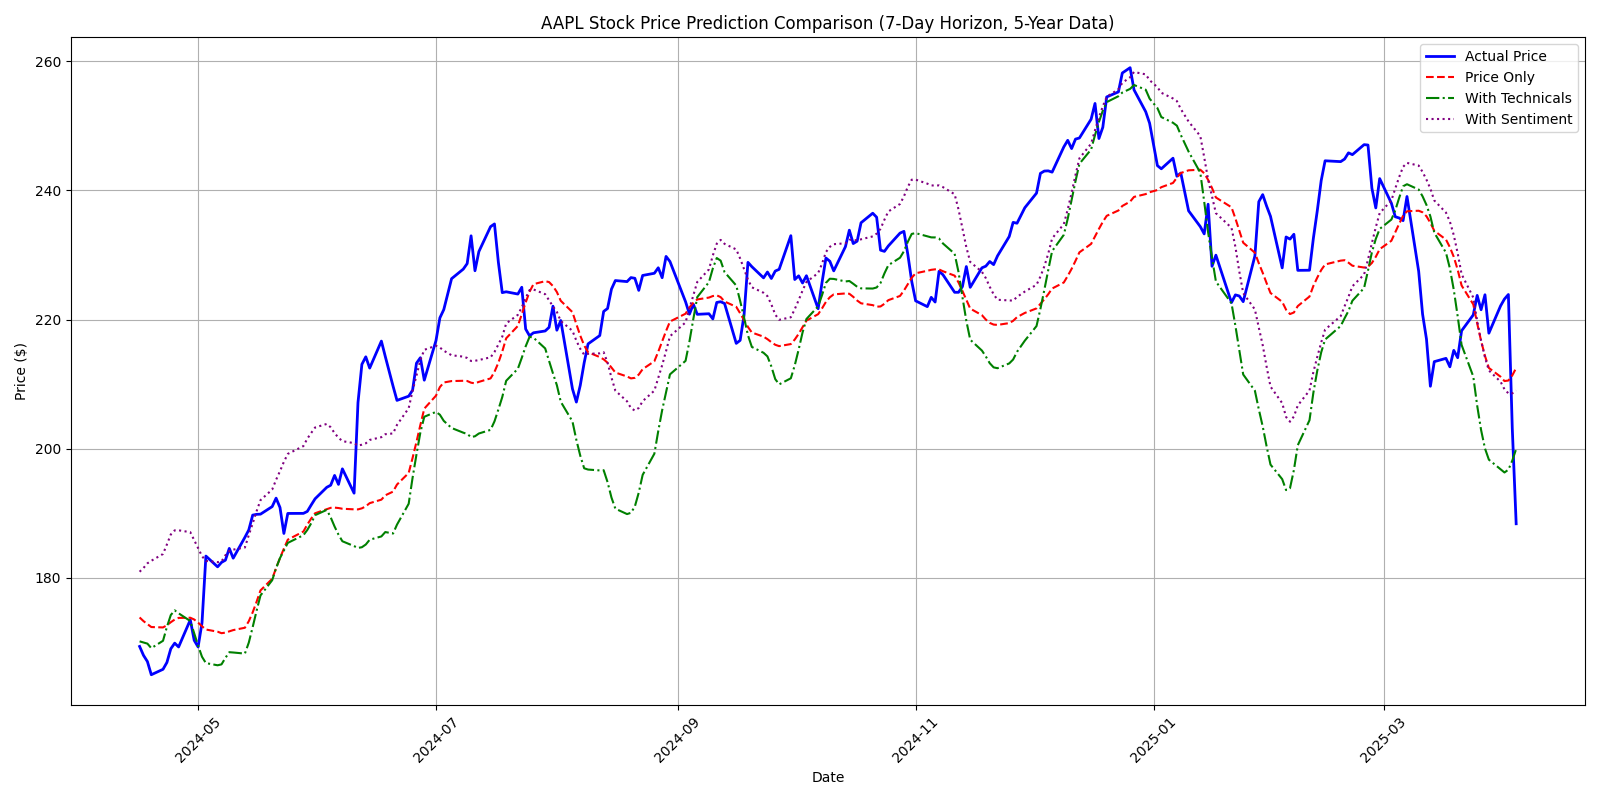 AAPL Stock Price Prediction Comparison (7-Day Horizon, 5-Year Data)
Actual Price
Price Only
With Technicals
With Sentiment
260
240
220
200
180
Price ($)
2024-05
2024-07
2024-09
2024-11
2025-01
2025-03
Date